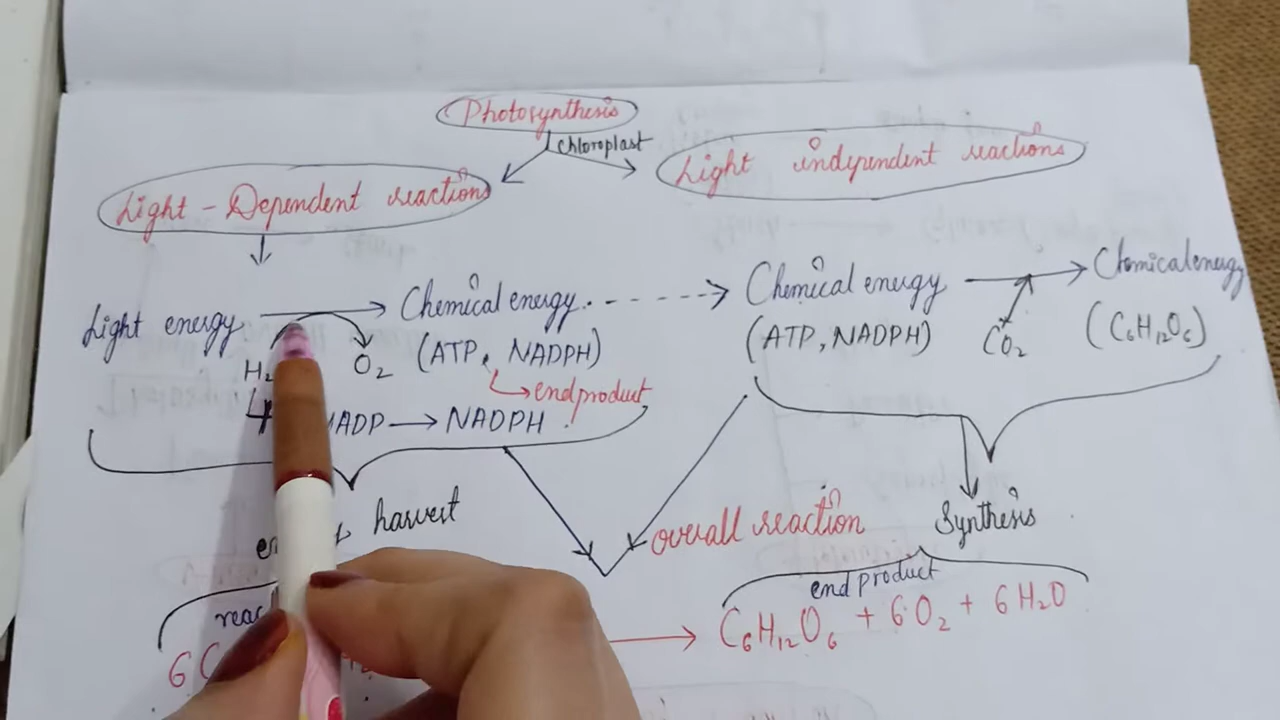 Photosynthesis
chloroplast
Light - Dependent reactions
Light independent reactions
Light energy → Chemical energy
O₂
(ATP, NADPH)
→ endproduct
NADP → NADPH
harvest
Chemical energy → Chemical energy
(ATP, NADPH)
CO₂
(C₆H₁₂O₆)
overall reaction
Synthesis
end product
→ C₆H₁₂O₆ + 6O₂ + 6H₂O